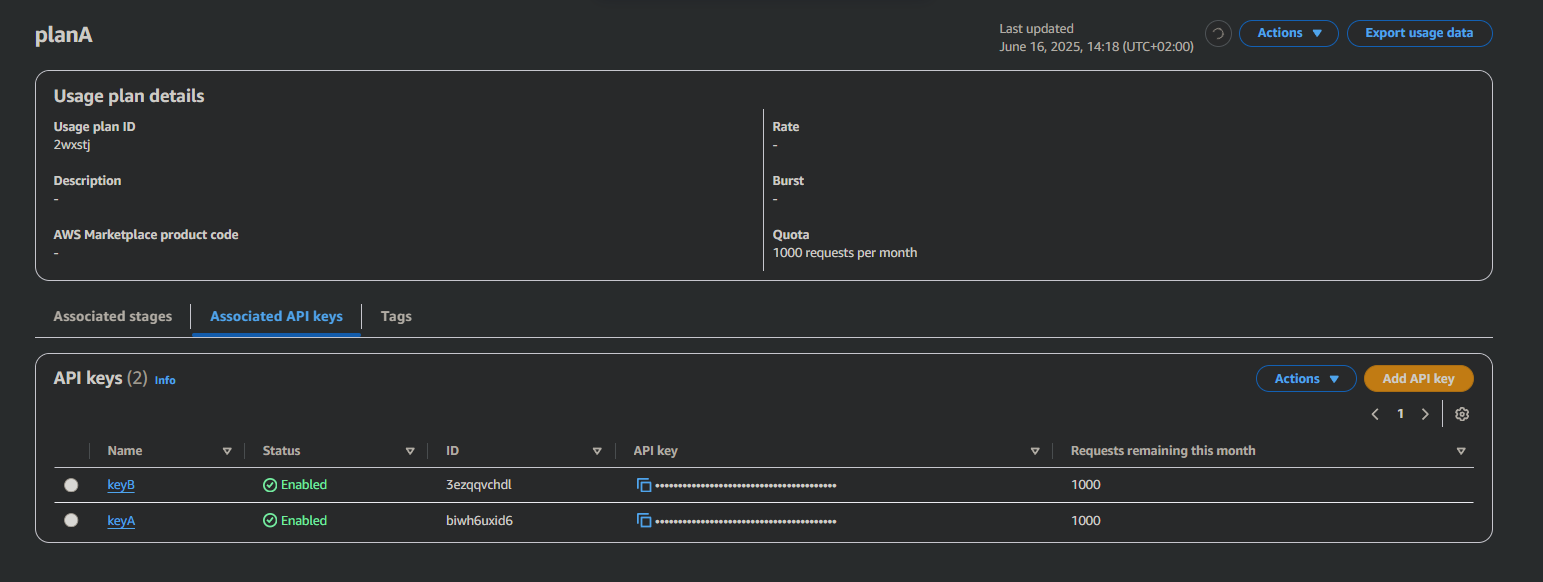 planA
Last updated
June 16, 2025, 14:18 (UTC+02:00)
Actions
Export usage data
Usage plan details
Usage plan ID
2wxstj
Rate
-
Description
-
Burst
-
AWS Marketplace product code
-
Quota
1000 requests per month
Associated stages
Associated API keys
Tags
API keys (2) Info
Actions
Add API key
1
Name Status ID API key Requests remaining this month
keyB Enabled 3ezqqvchdl •••••••••••••••••••••••••••••••••••••••• 1000
keyA Enabled biwh6uxid6 •••••••••••••••••••••••••••••••••••••••• 1000